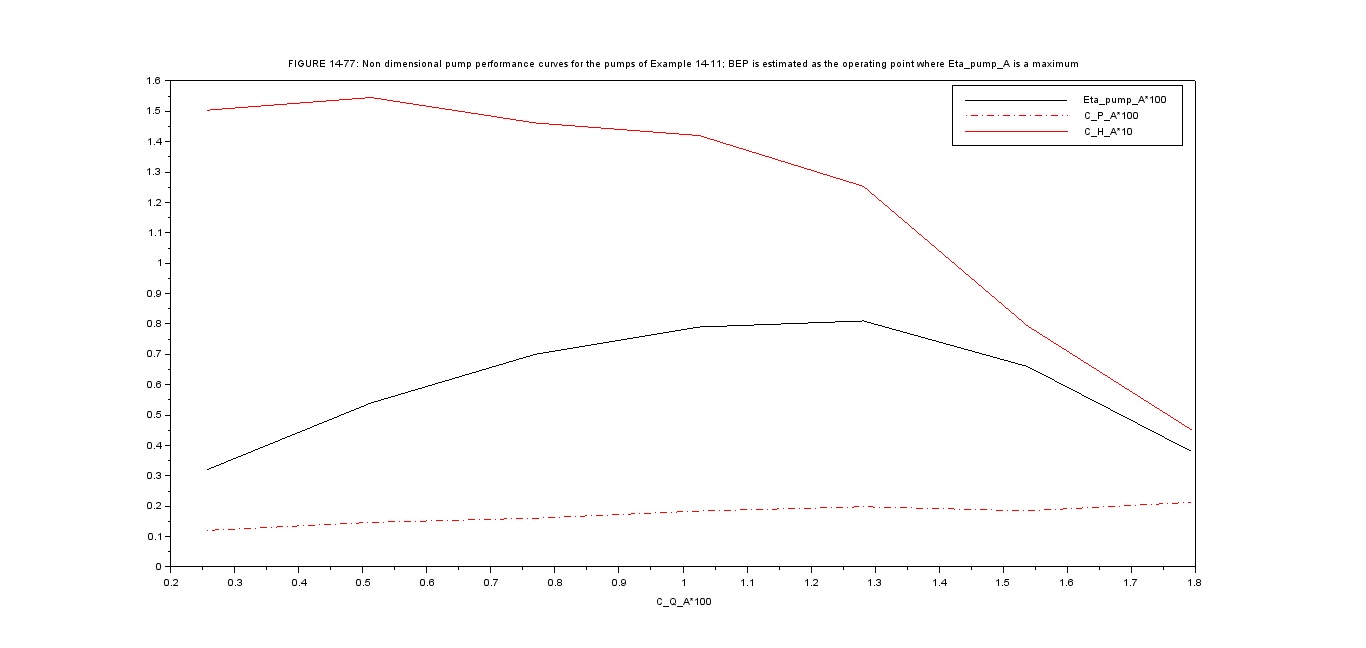 FIGURE 14-77: Non dimensional pump performance curves for the pumps of Example 14-11; BEP is estimated as the operating point where Eta_pump_A is a maximum
Eta_pump_A*100
C_P_A*100
C_H_A*10
1.6
1.5
1.4
1.3
1.2
1.1
1
0.9
0.8
0.7
0.6
0.5
0.4
0.3
0.2
0.1
0
0.2 0.3 0.4 0.5 0.6 0.7 0.8 0.9 1 1.1 1.2 1.3 1.4 1.5 1.6 1.7 1.8
C_Q_A*100